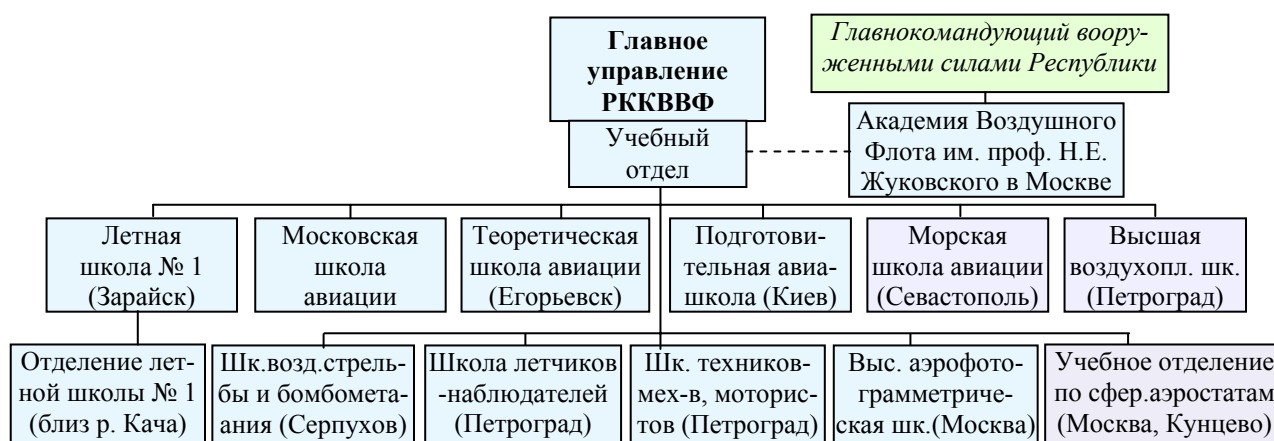 Главное
управление
РККВВФ
Учебный
отдел
Главнокомандующий воору-
женными силами Республики
Академия Воздушного
Флота им. проф. Н.Е.
Жуковского в Москве
Летная
школа № 1
(Зарайск)
Московская
школа
авиации
Теоретическая
школа авиации
(Егорьевск)
Подготови-
тельная авиа-
школа (Киев)
Морская
школа авиации
(Севастополь)
Высшая
воздухопл. шк.
(Петроград)
Отделение лет-
ной школы № 1
(близ р. Кача)
Шк.возд.стрель-
бы и бомбомета-
ания (Серпухов)
Школа летчиков
-наблюдателей
(Петроград)
Шк. техников-
мех-в, моторис-
тов (Петроград)
Выс. аэрофото-
грамметриче-
ская шк.(Москва)
Учебное отделение
по сфер.аэростатам
(Москва, Кунцево)